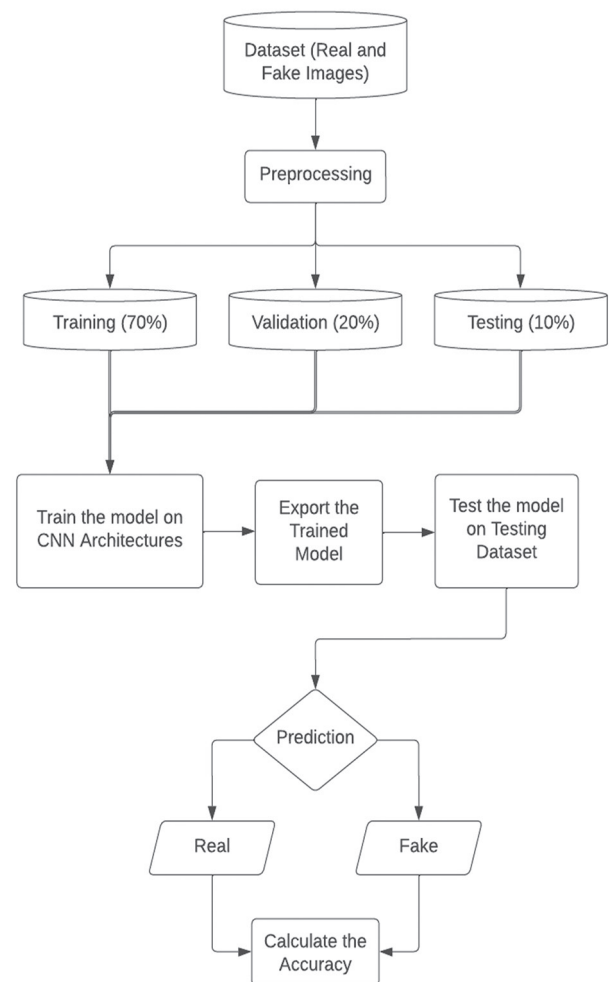 Dataset (Real and
Fake Images)
Preprocessing
Training (70%)
Validation (20%)
Testing (10%)
Train the model on
CNN Architectures
Export the
Trained
Model
Test the model
on Testing
Dataset
Prediction
Real
Fake
Calculate the
Accuracy